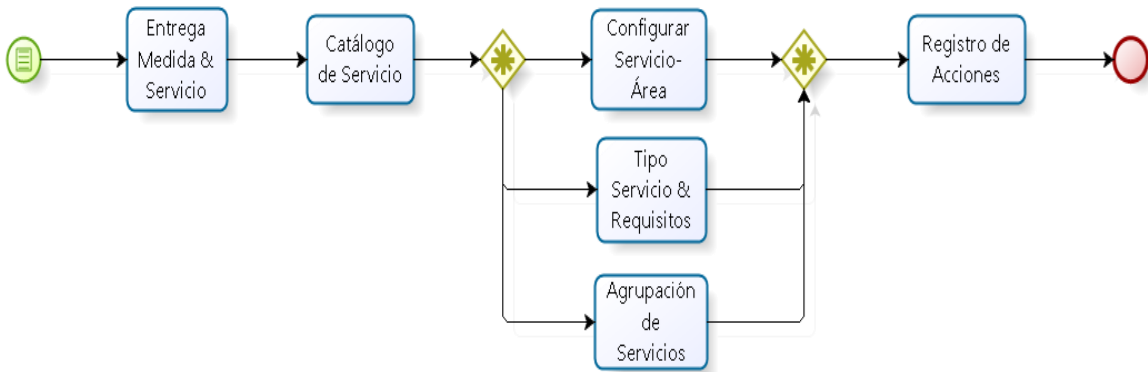 Entrega
Medida &
Servicio
Catálogo
de Servicio
Configurar
Servicio-
Área
Tipo
Servicio &
Requisitos
Agrupación
de
Servicios
Registro de
Acciones